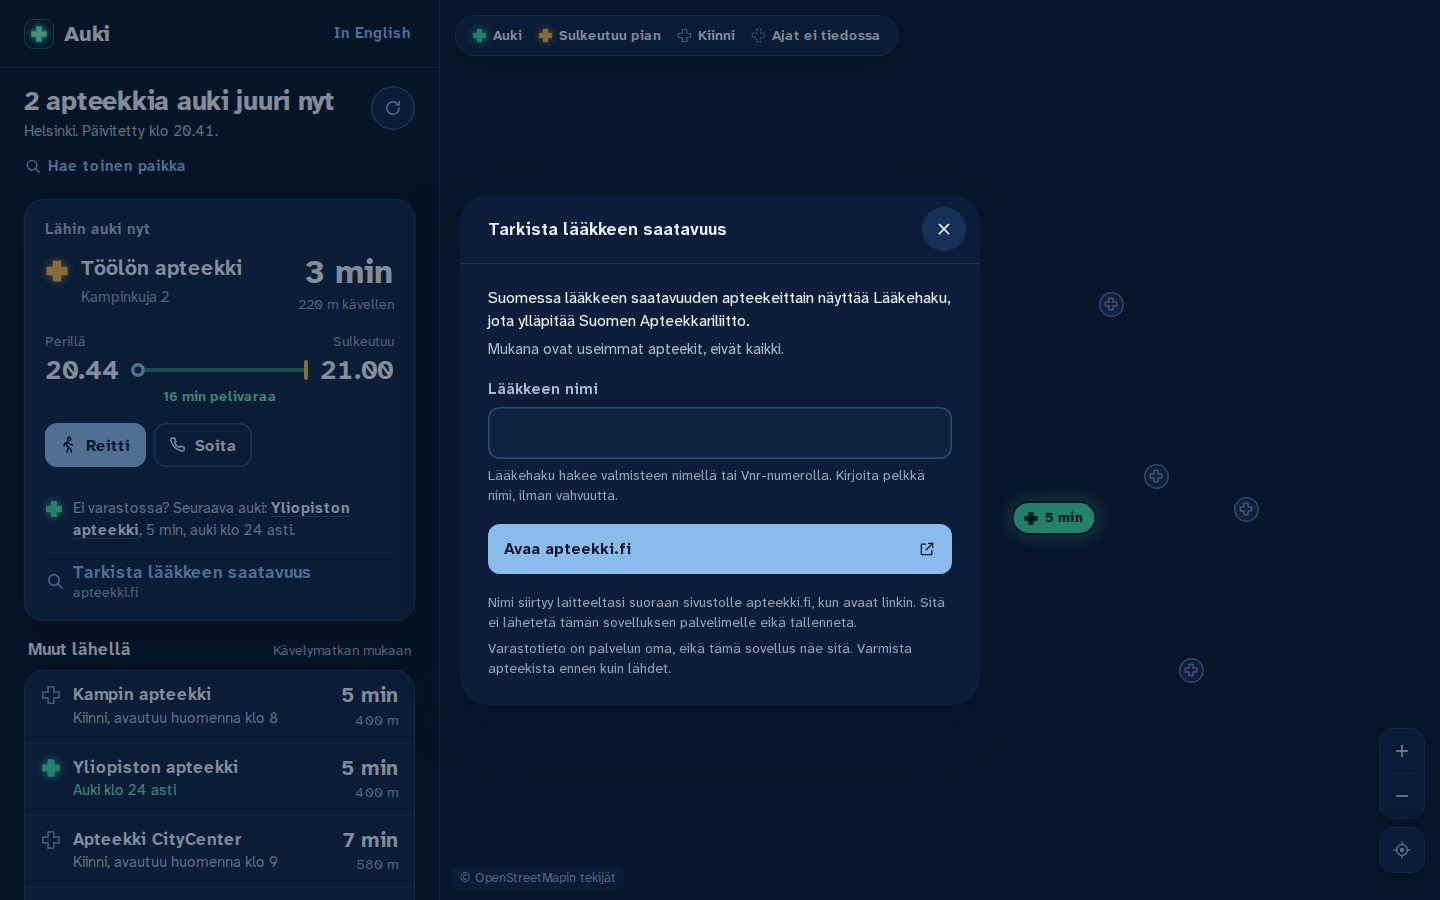 Auki
In English
2 apteekkia auki juuri nyt
Helsinki. Päivitetty klo 20.41.
Hae toinen paikka
Lähin auki nyt
Töölön apteekki
3 min
Kampinkuja 2
220 m kävellen
Perillä
Sulkeutuu
20.44
21.00
16 min pelivaraa
Reitti
Soita
Ei varastossa? Seuraava auki: Yliopiston
apteekki, 5 min, auki klo 24 asti.
Tarkista lääkkeen saatavuus
apteekki.fi
Muut lähellä
Kävelymatkan mukaan
Kampin apteekki
5 min
Kiinni, avautuu huomenna klo 8
400 m
Yliopiston apteekki
5 min
Auki klo 24 asti
400 m
Apteekki CityCenter
7 min
Kiinni, avautuu huomenna klo 9
580 m
Auki
Sulkeutuu pian
Kiinni
Ajat ei tiedossa
Tarkista lääkkeen saatavuus
Suomessa lääkkeen saatavuuden apteekeittain näyttää Lääkehaku,
jota ylläpitää Suomen Apteekkariliitto.
Mukana ovat useimmat apteekit, eivät kaikki.
Lääkkeen nimi
Lääkehaku hakee valmisteen nimellä tai Vnr-numerolla. Kirjoita pelkkä
nimi, ilman vahvuutta.
Avaa apteekki.fi
Nimi siirtyy laitteeltasi suoraan sivustolle apteekki.fi, kun avaat linkin. Sitä
ei lähetetä tämän sovelluksen palvelimelle eikä tallenneta.
Varastotieto on palvelun oma, eikä tämä sovellus näe sitä. Varmista
apteekista ennen kuin lähdet.
5 min
© OpenStreetMapin tekijät